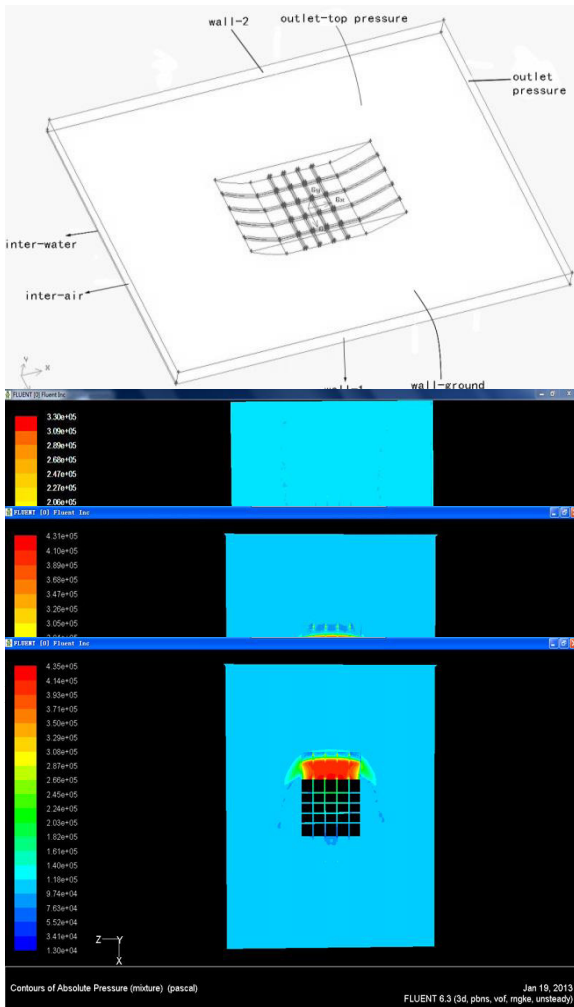 wall-2
outlet-top pressure
outlet
pressure
Gy
Gx
inter-water
inter-air
y
x
wall-1
wall-ground
FLUENT [0] Fluent Inc
3.30e+05
3.09e+05
2.89e+05
2.68e+05
2.47e+05
2.27e+05
2.06e+05
FLUENT [0] Fluent Inc
4.31e+05
4.10e+05
3.89e+05
3.68e+05
3.47e+05
3.26e+05
3.05e+05
FLUENT [0] Fluent Inc
4.35e+05
4.14e+05
3.93e+05
3.71e+05
3.50e+05
3.29e+05
3.08e+05
2.87e+05
2.66e+05
2.45e+05
2.24e+05
2.03e+05
1.82e+05
1.61e+05
1.40e+05
1.18e+05
9.74e+04
7.63e+04
5.52e+04
3.41e+04
1.30e+04
Z Y
X
Contours of Absolute Pressure (mixture) (pascal)
Jan 19, 2013
FLUENT 6.3 (3d, pbns, vof, rngke, unsteady)